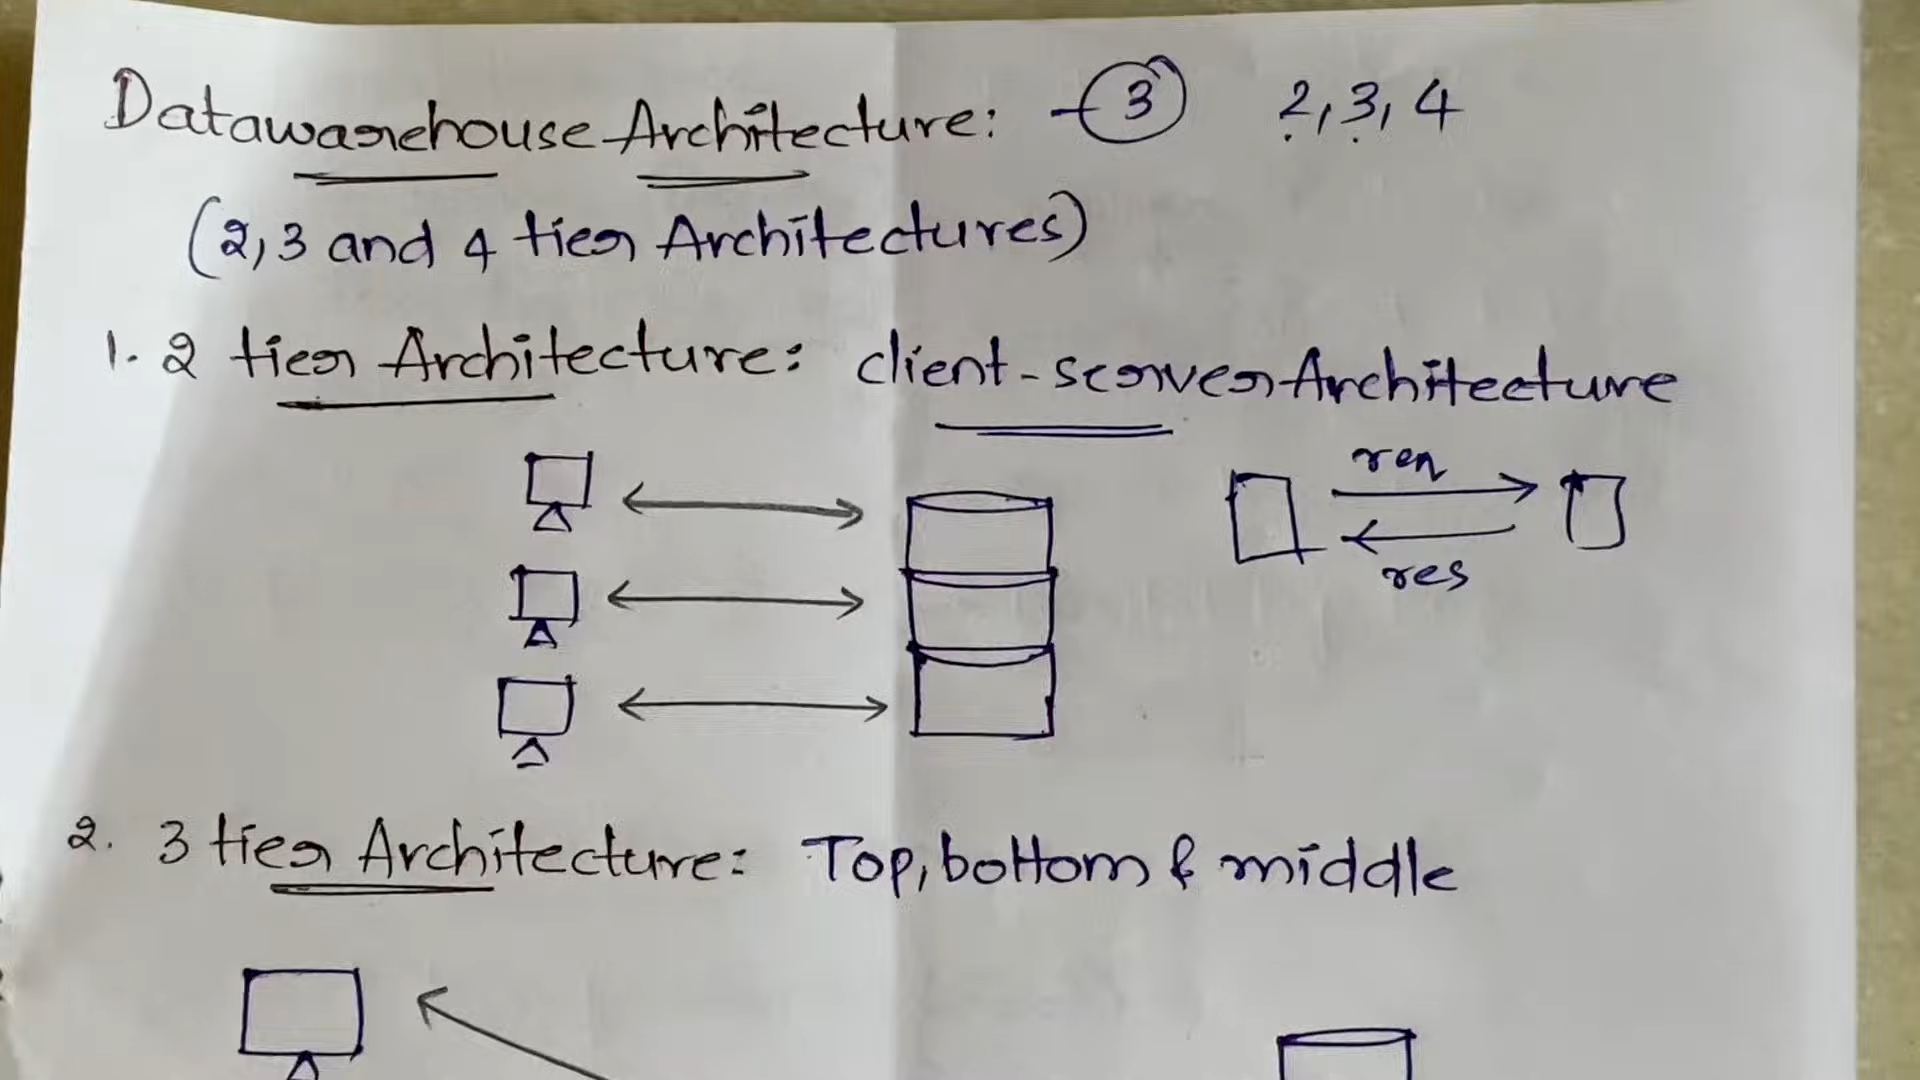 Datawarehouse Architecture: - 3 2, 3, 4
(2, 3 and 4 tier Architectures)
1. 2 tier Architecture: client-server Architecture
req
res
2. 3 tier Architecture: Top, bottom & middle